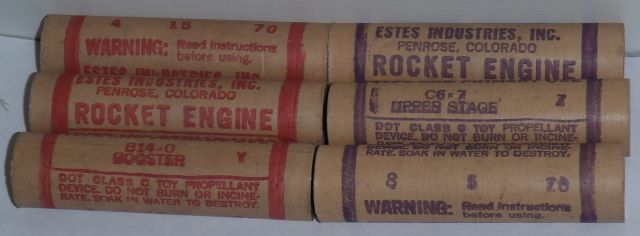 4 15 70
WARNING: Read instructions
before using.
ESTES INDUSTRIES, INC.
PENROSE, COLORADO
ROCKET ENGINE
B14-0
BOOSTER
DOT CLASS C TOY PROPELLANT
DEVICE. DO NOT BURN OR INCINE-
RATE. SOAK IN WATER TO DESTROY.
ESTES INDUSTRIES, INC.
PENROSE, COLORADO
ROCKET ENGINE
C6-7
UPPER STAGE 7
DOT CLASS C TOY PROPELLANT
DEVICE. DO NOT BURN OR INCINE-
RATE. SOAK IN WATER TO DESTROY.
8 5 78
WARNING: Read instructions
before using.